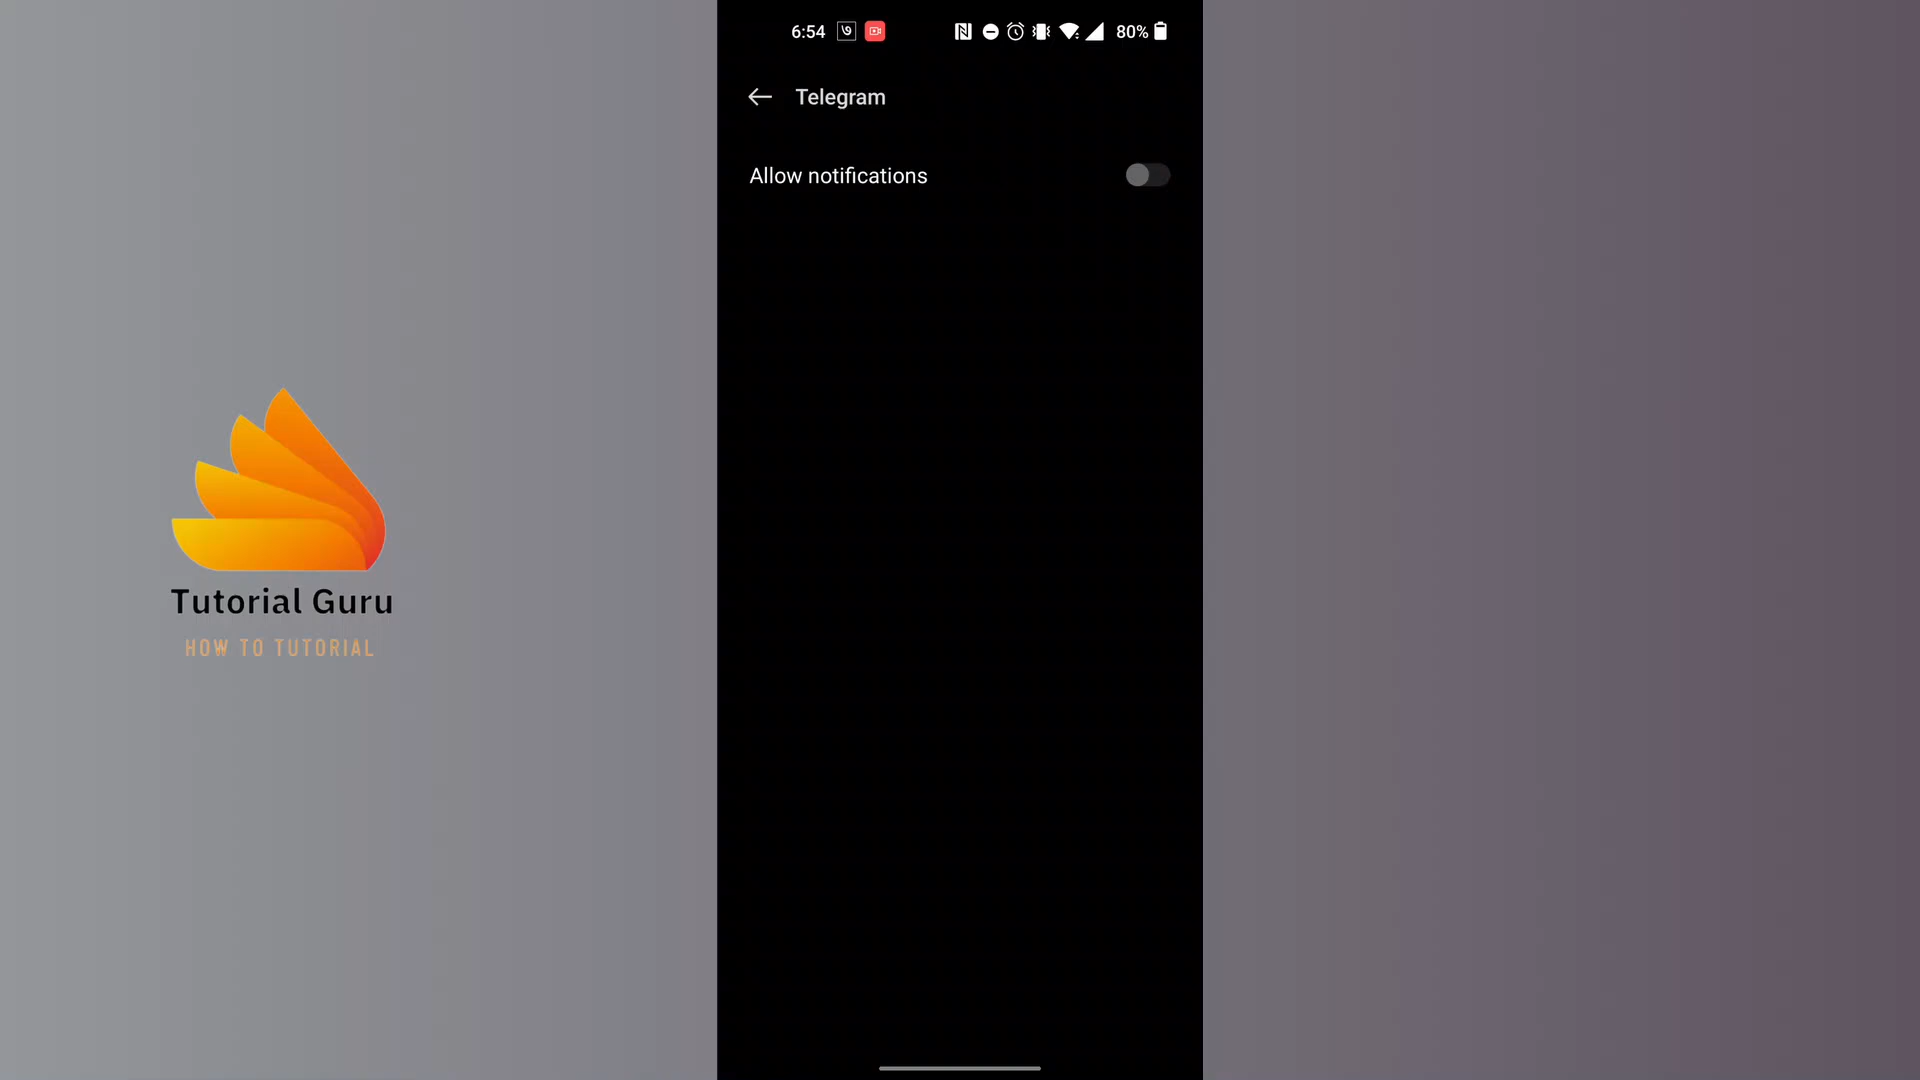 6:54
80%
Telegram
Allow notifications
Tutorial Guru
HOW TO TUTORIAL